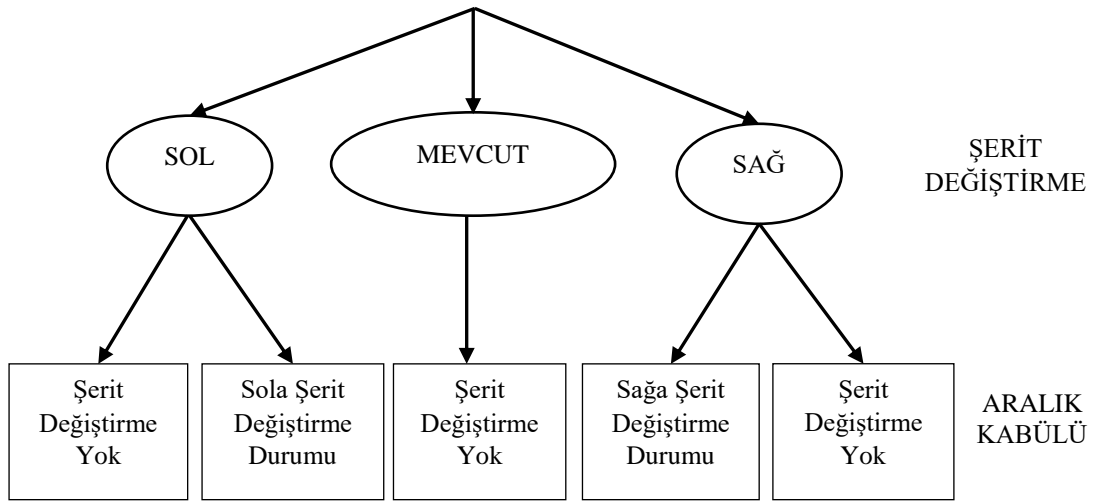 SOL
MEVCUT
SAĞ
ŞERİT
DEĞİŞTİRME
Şerit
Değiştirme
Yok
Sola Şerit
Değiştirme
Durumu
Şerit
Değiştirme
Yok
Sağa Şerit
Değiştirme
Durumu
Şerit
Değiştirme
Yok
ARALIK
KABÜLÜ